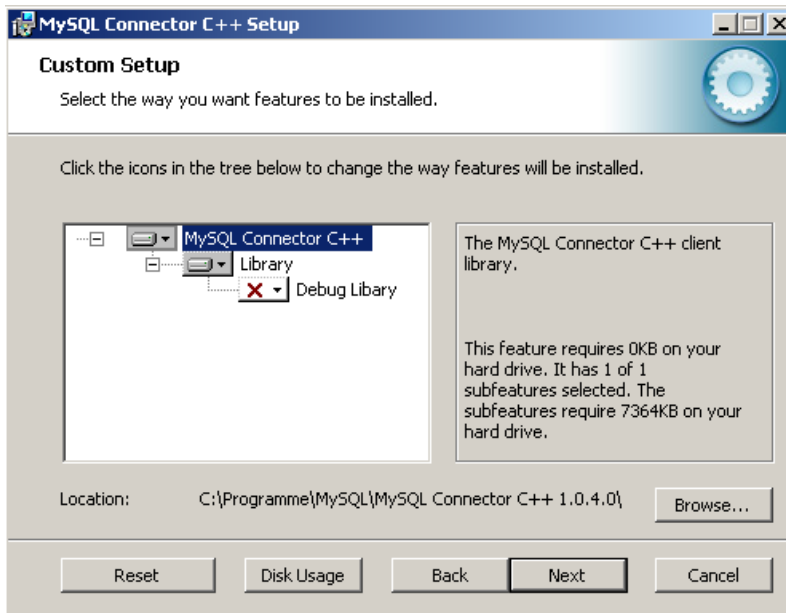 MySQL Connector C++ Setup
Custom Setup
Select the way you want features to be installed.
Click the icons in the tree below to change the way features will be installed.
MySQL Connector C++
Library
Debug Libary
The MySQL Connector C++ client
library.
This feature requires 0KB on your
hard drive. It has 1 of 1
subfeatures selected. The
subfeatures require 7364KB on your
hard drive.
Location: C:\Programme\MySQL\MySQL Connector C++ 1.0.4.0\
Browse...
Reset Disk Usage Back Next Cancel